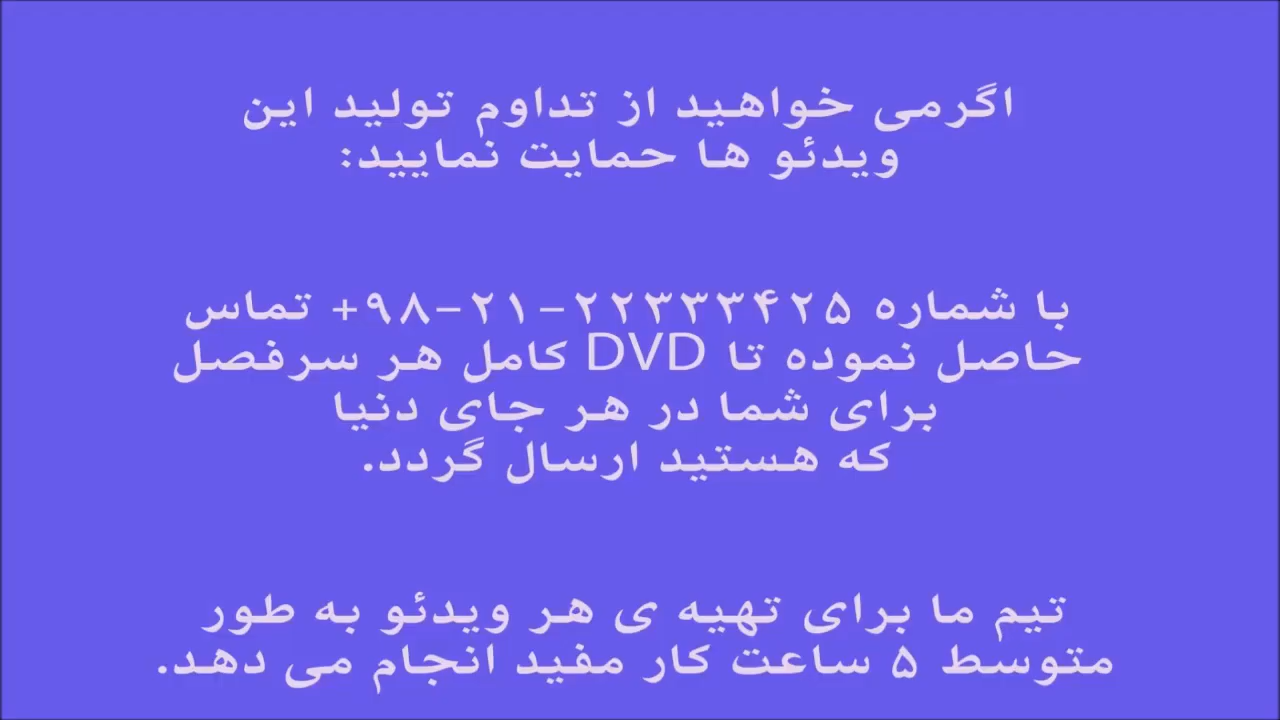 اگرمی خواهید از تداوم تولید این
ویدئو ها حمایت نمایید:
با شماره ۲۲۳۳۳۴۲۵-۲۱-۹۸+ تماس
حاصل نموده تا DVD کامل هر سرفصل
برای شما در هر جای دنیا
که هستید ارسال گردد.
تیم ما برای تهیه ی هر ویدئو به طور
متوسط ۵ ساعت کار مفید انجام می دهد.